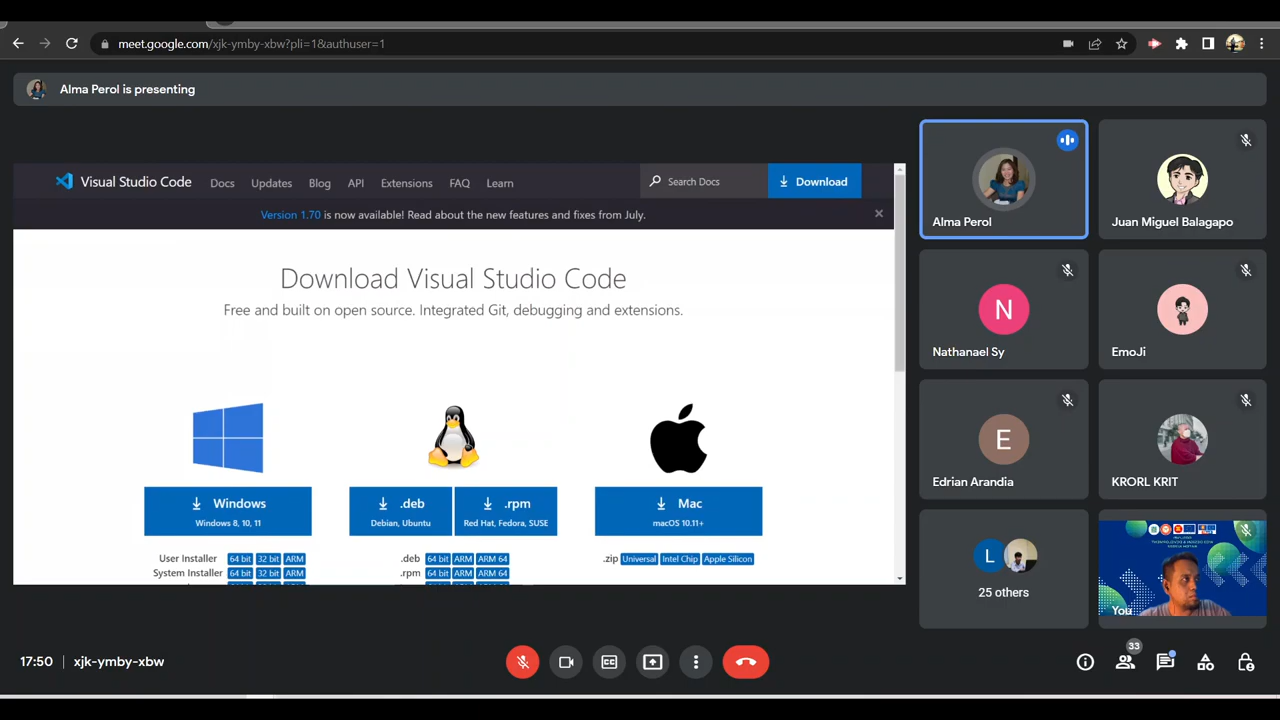 meet.google.com/xjk-ymby-xbw?pli=1&authuser=1
Alma Perol is presenting
Visual Studio Code
Docs
Updates
Blog
API
Extensions
FAQ
Learn
Search Docs
Download
Version 1.70 is now available! Read about the new features and fixes from July.
Download Visual Studio Code
Free and built on open source. Integrated Git, debugging and extensions.
Windows
Windows 8, 10, 11
.deb
Debian, Ubuntu
.rpm
Red Hat, Fedora, SUSE
Mac
macOS 10.11+
User Installer 64 bit 32 bit ARM
System Installer 64 bit 32 bit ARM
.deb 64 bit ARM ARM 64
.rpm 64 bit ARM ARM 64
.zip Universal Intel Chip Apple Silicon
Alma Perol
Juan Miguel Balagapo
N
Nathanael Sy
EmoJi
E
Edrian Arandia
KRORL KRIT
L
25 others
You
17:50
xjk-ymby-xbw
33